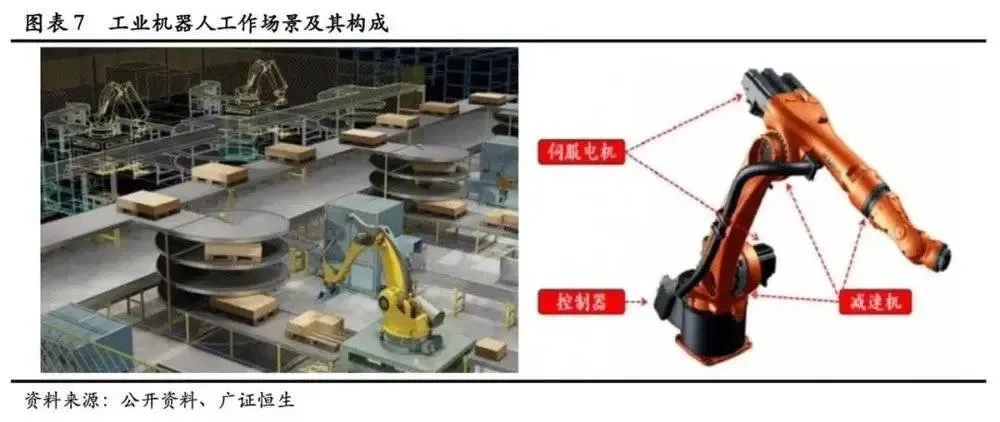 图表7 工业机器人工作场景及其构成
伺服电机
控制器
减速机
资料来源：公开资料、广证恒生